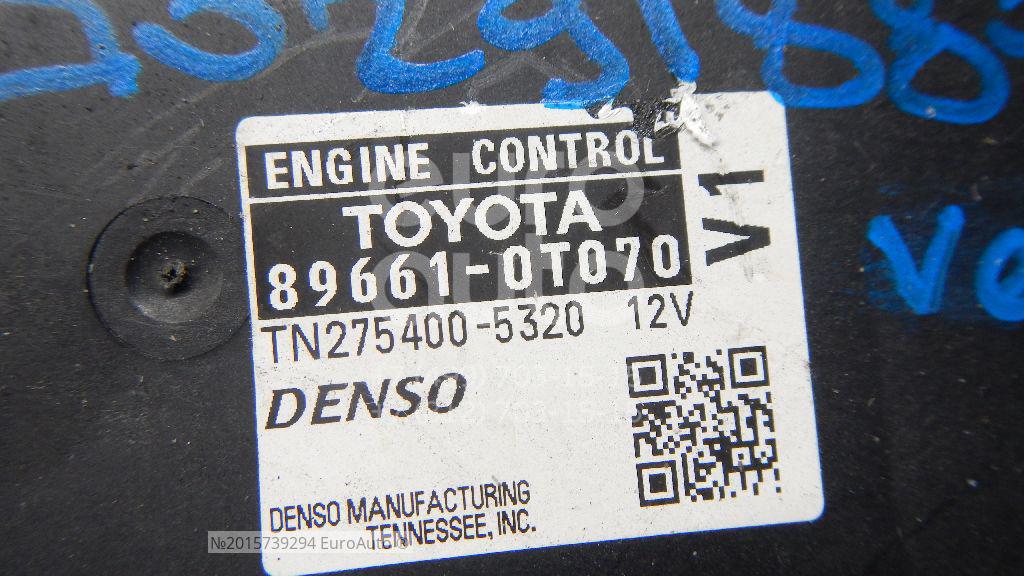 ENGINE CONTROL
TOYOTA
89661-0T070
V1
TN275400-5320 12V
DENSO
DENSO MANUFACTURING
TENNESSEE, INC.
№2015739294 EuroAuto ®